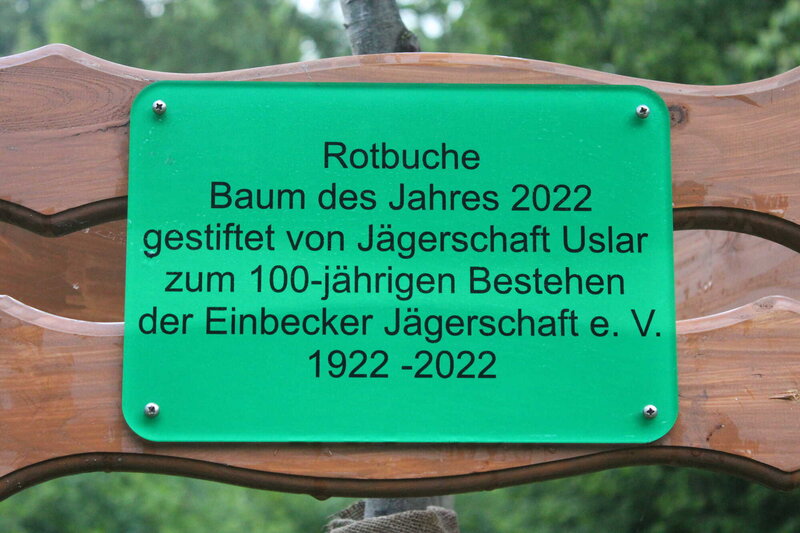 Rotbuche
Baum des Jahres 2022
gestiftet von Jägerschaft Uslar
zum 100-jährigen Bestehen
der Einbecker Jägerschaft e. V.
1922 -2022